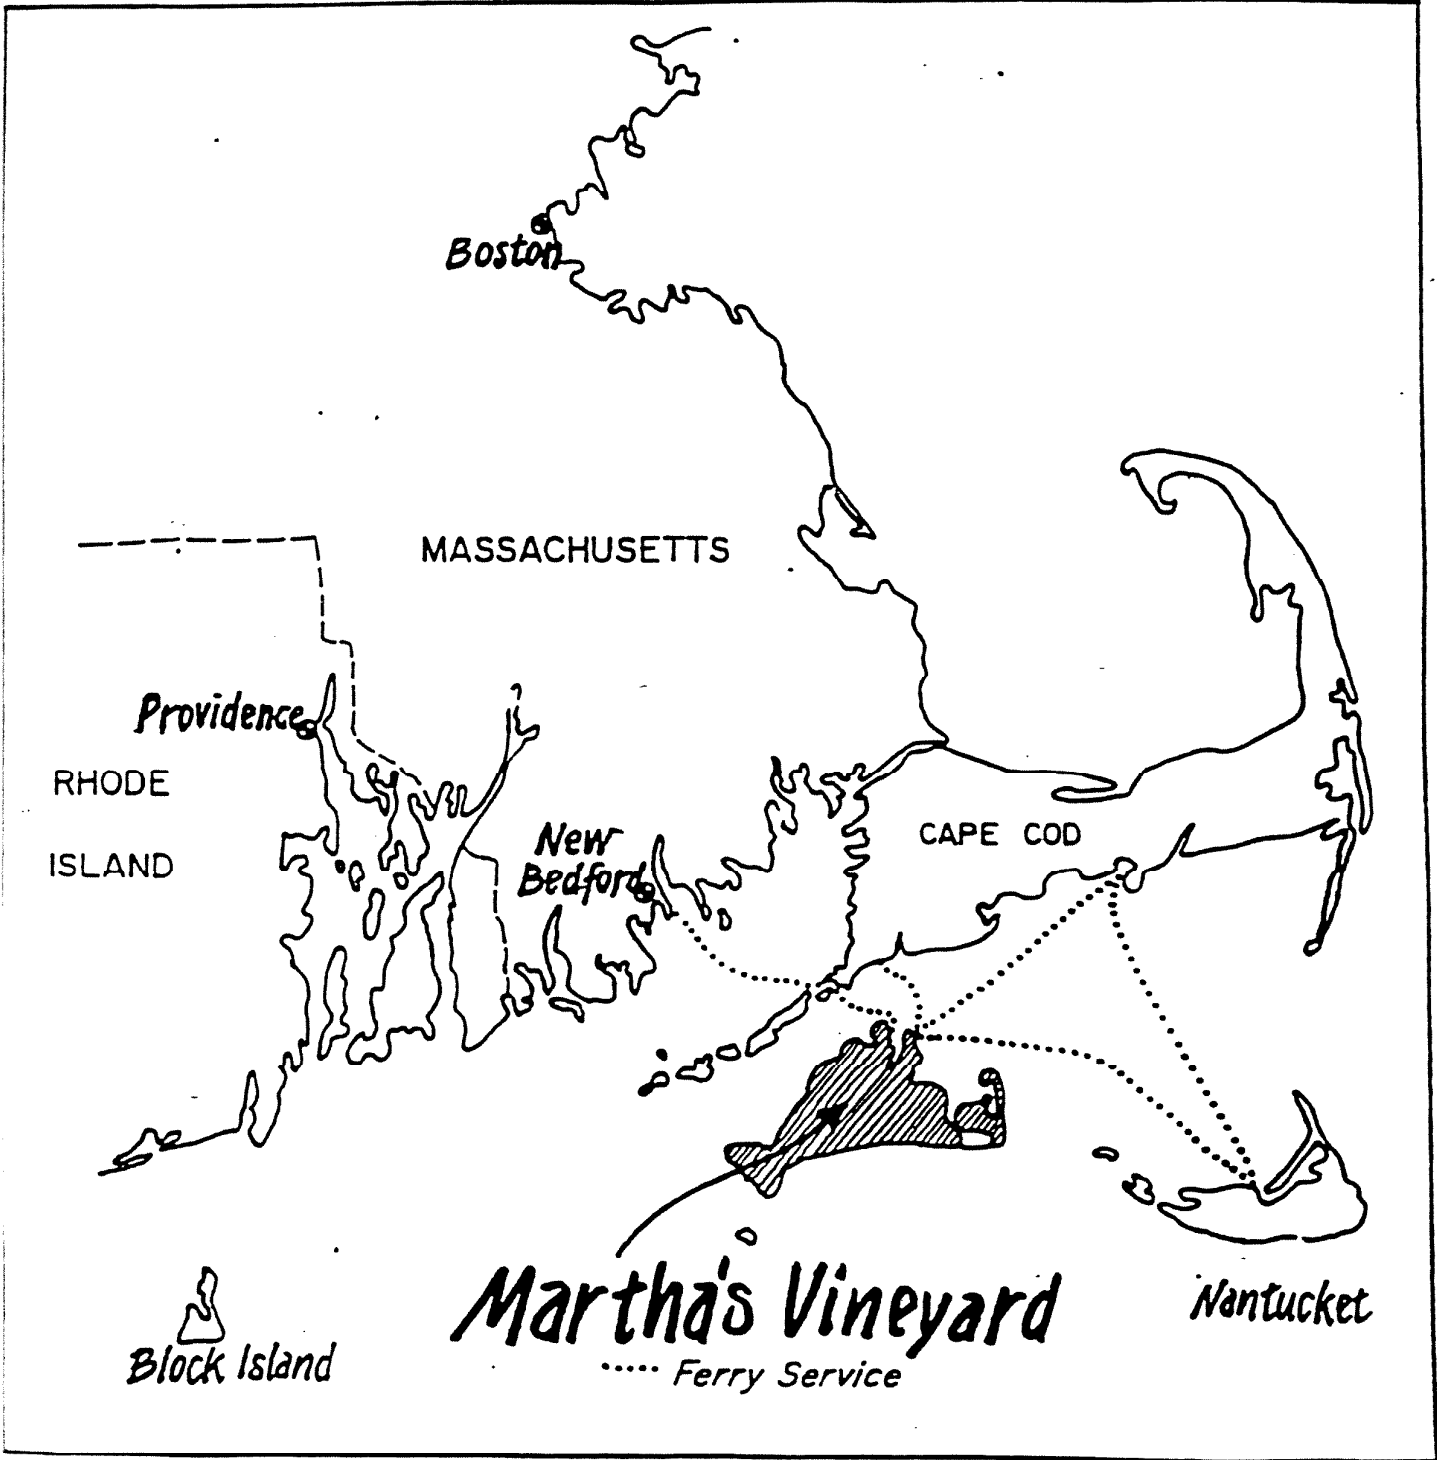 Boston
MASSACHUSETTS
Providence
RHODE
ISLAND
New
Bedford
CAPE COD
Martha's Vineyard
Ferry Service
Nantucket
Block Island